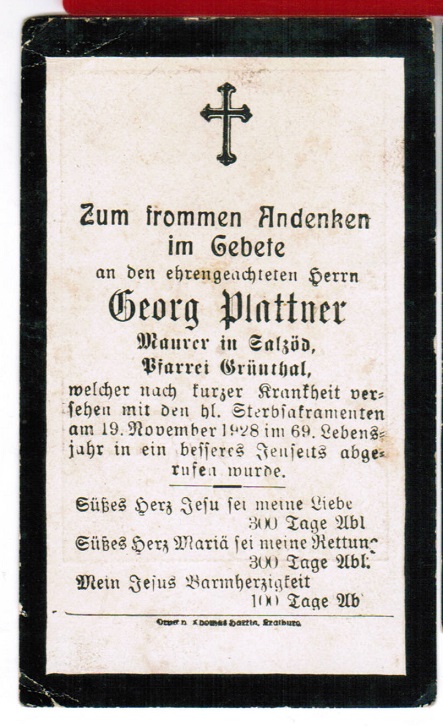 Zum frommen Andenken
im Gebete
an den ehrengeachteten Herrn
Georg Plattner
Maurer in Salzöd,
Pfarrei Grünthal,
welcher nach kurzer Krankheit ver-
sehen mit den hl. Sterbsakramenten
am 19. November 1928 im 69. Lebens-
jahr in ein besseres Jenseits abge-
rufen wurde.
Süßes Herz Jesu sei meine Liebe
300 Tage Abl
Süßes Herz Mariä sei meine Rettung
300 Tage Abl.
Mein Jesus Barmherzigkeit
100 Tage Ab
Thomas Kraiburg